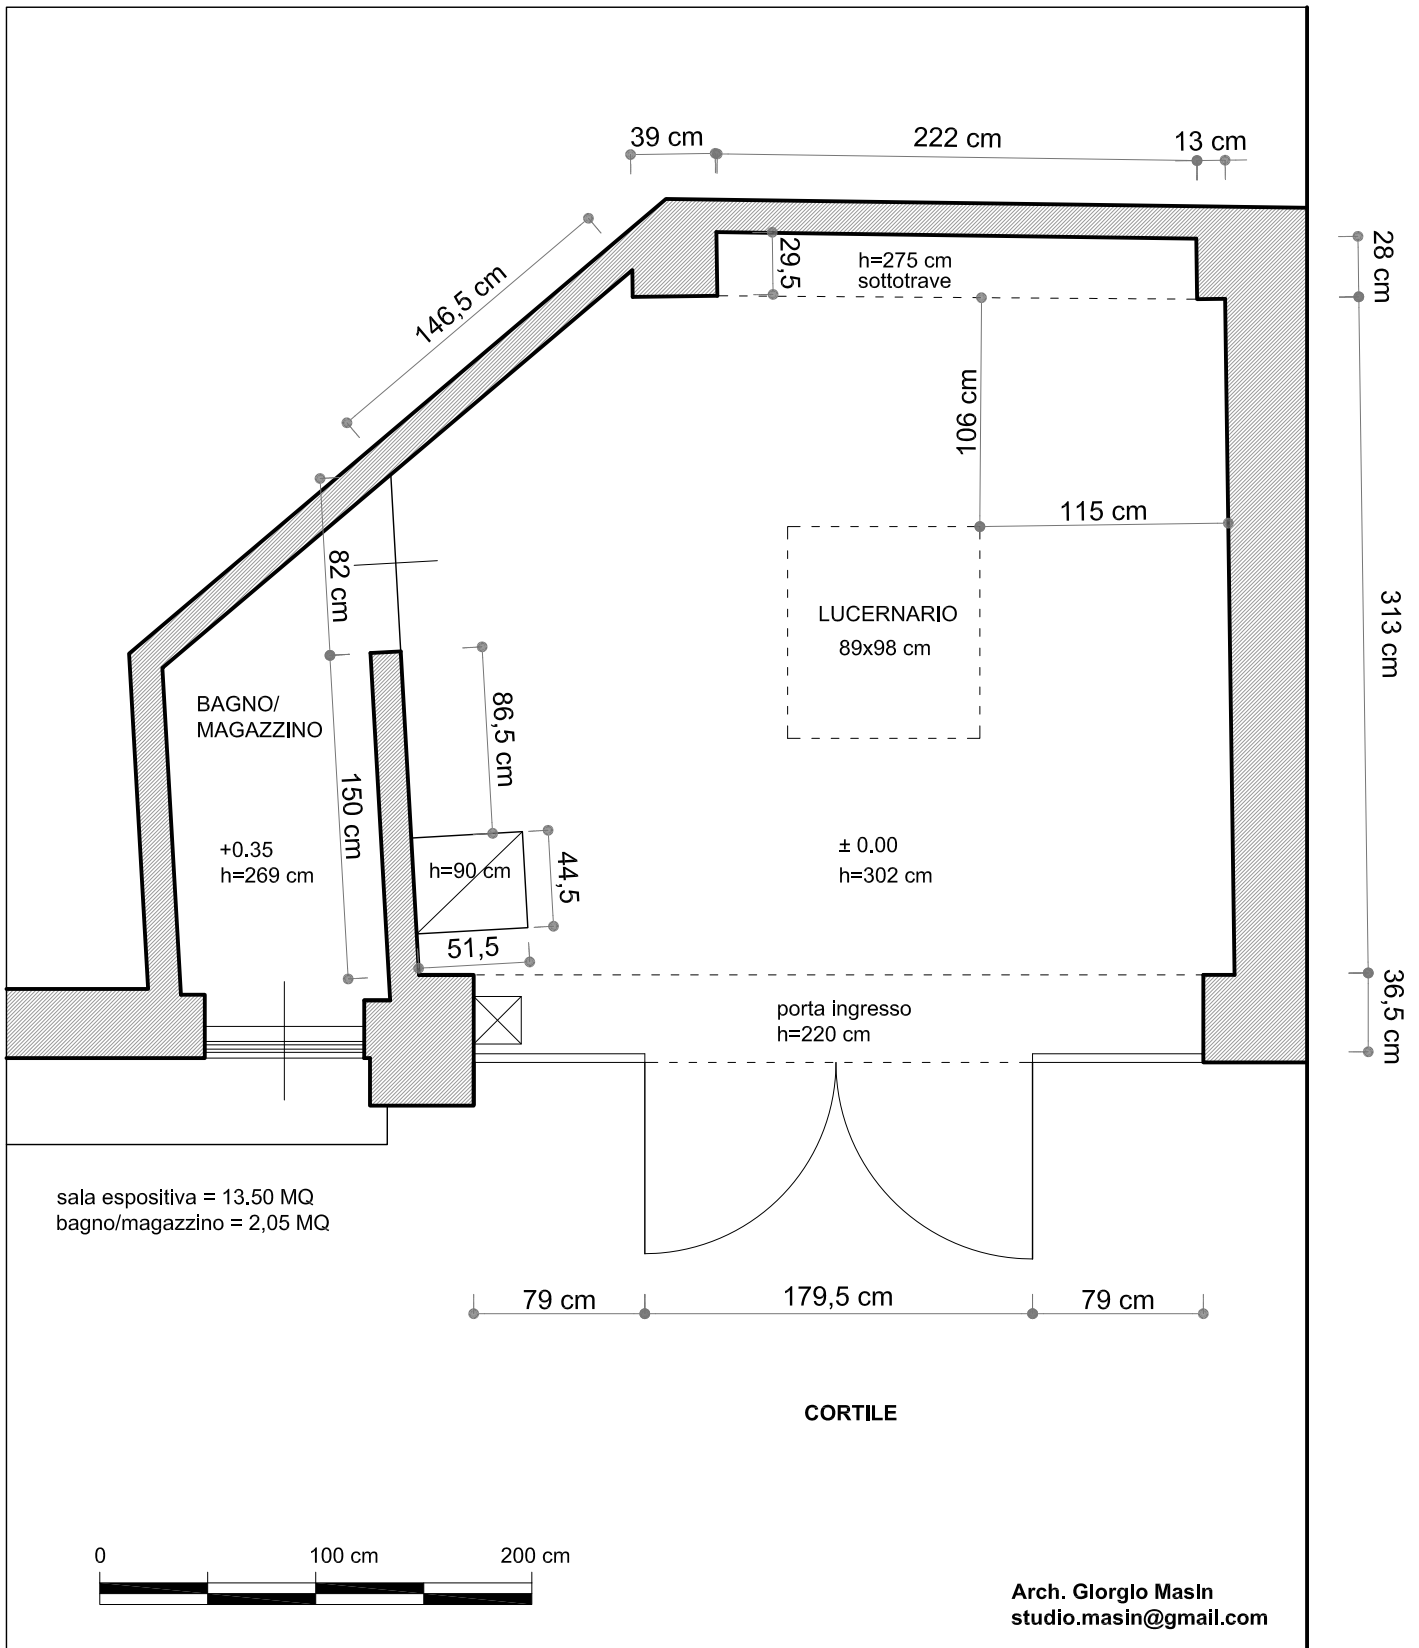 39 cm
222 cm
13 cm
28 cm
29,5
h=275 cm
sottotrave
146,5 cm
106 cm
115 cm
82 cm
LUCERNARIO
89x98 cm
313 cm
BAGNO/
MAGAZZINO
86,5 cm
150 cm
+0.35
h=269 cm
h=90 cm
44,5
± 0.00
h=302 cm
51,5
36,5 cm
porta ingresso
h=220 cm
sala espositiva = 13.50 MQ
bagno/magazzino = 2,05 MQ
79 cm
179,5 cm
79 cm
CORTILE
0
100 cm
200 cm
Arch. Giorgio Masin
studio.masin@gmail.com